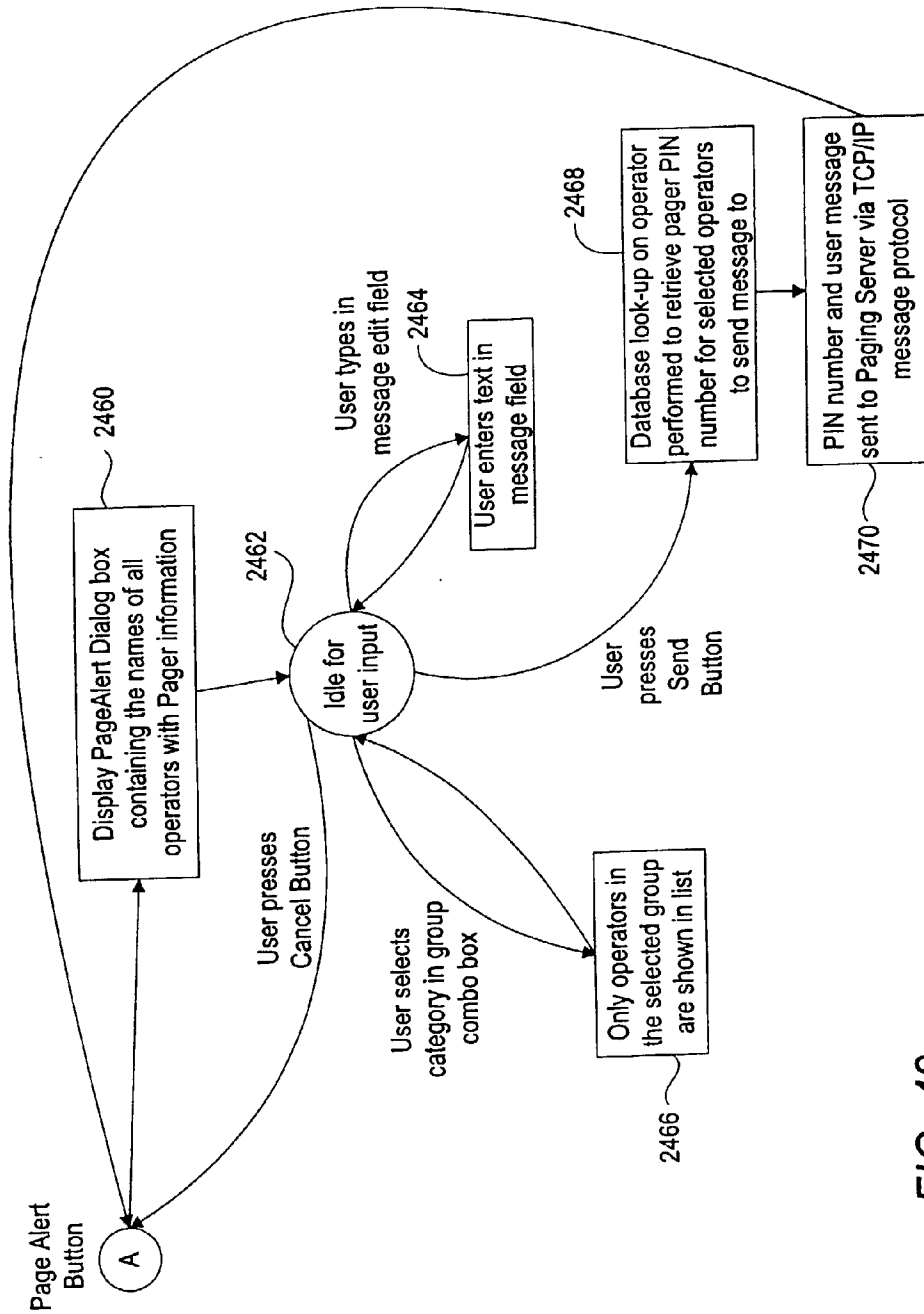 Page Alert
Button
A
2460
Display PageAlert Dialog box
containing the names of all
operators with Pager information
User presses
Cancel Button
2462
Idle for
user input
User types in
message edit field
2464
User enters text in
message field
User selects
category in group
combo box
Only operators in
the selected group
are shown in list
2466
User
presses
Send
Button
2468
Database look-up on operator
performed to retrieve pager PIN
number for selected operators
to send message to
PIN number and user message
sent to Paging Server via TCP/IP
message protocol
2470